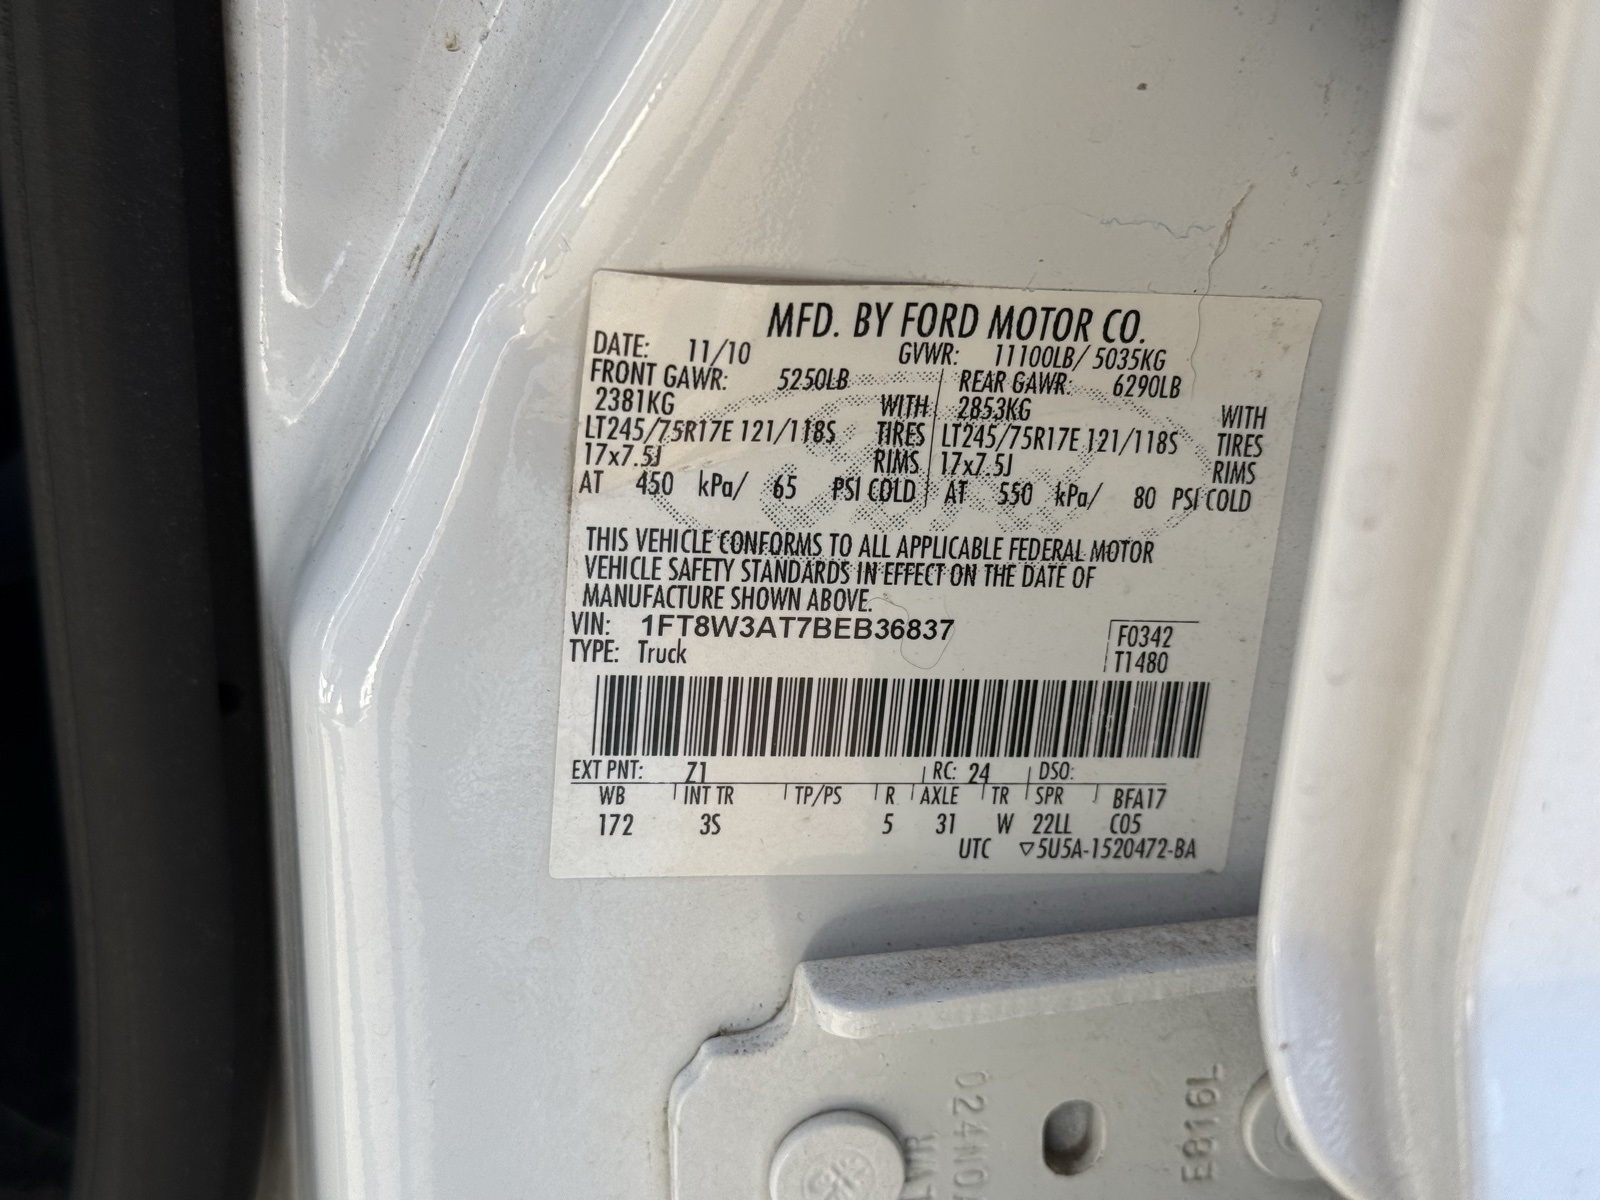 MFD. BY FORD MOTOR CO.
DATE: 11/10 GVWR: 11100LB/ 5035KG
FRONT GAWR: 5250LB REAR GAWR: 6290LB
2381KG WITH 2853KG WITH
LT245/75R17E 121/118S TIRES LT245/75R17E 121/118S TIRES
17x7.5J RIMS 17x7.5J RIMS
AT 450 kPa/ 65 PSI COLD AT 550 kPa/ 80 PSI COLD
THIS VEHICLE CONFORMS TO ALL APPLICABLE FEDERAL MOTOR
VEHICLE SAFETY STANDARDS IN EFFECT ON THE DATE OF
MANUFACTURE SHOWN ABOVE.
VIN: 1FT8W3AT7BEB36837 F0342
TYPE: Truck T1480
EXT PNT: Z1 RC: 24 DSO:
WB INT TR TP/PS R AXLE TR SPR BFA17
172 3S 5 31 W 22LL C05
UTC ▽5U5A-1520472-BA
E816L